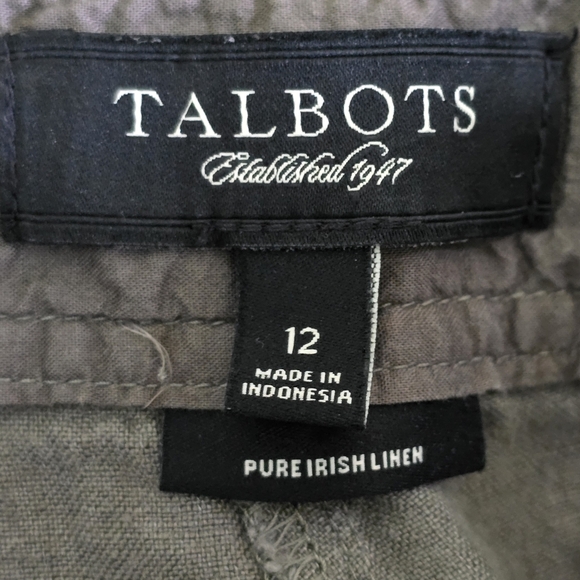 TALBOTS
Established 1947
12
MADE IN
INDONESIA
PURE IRISH LINEN